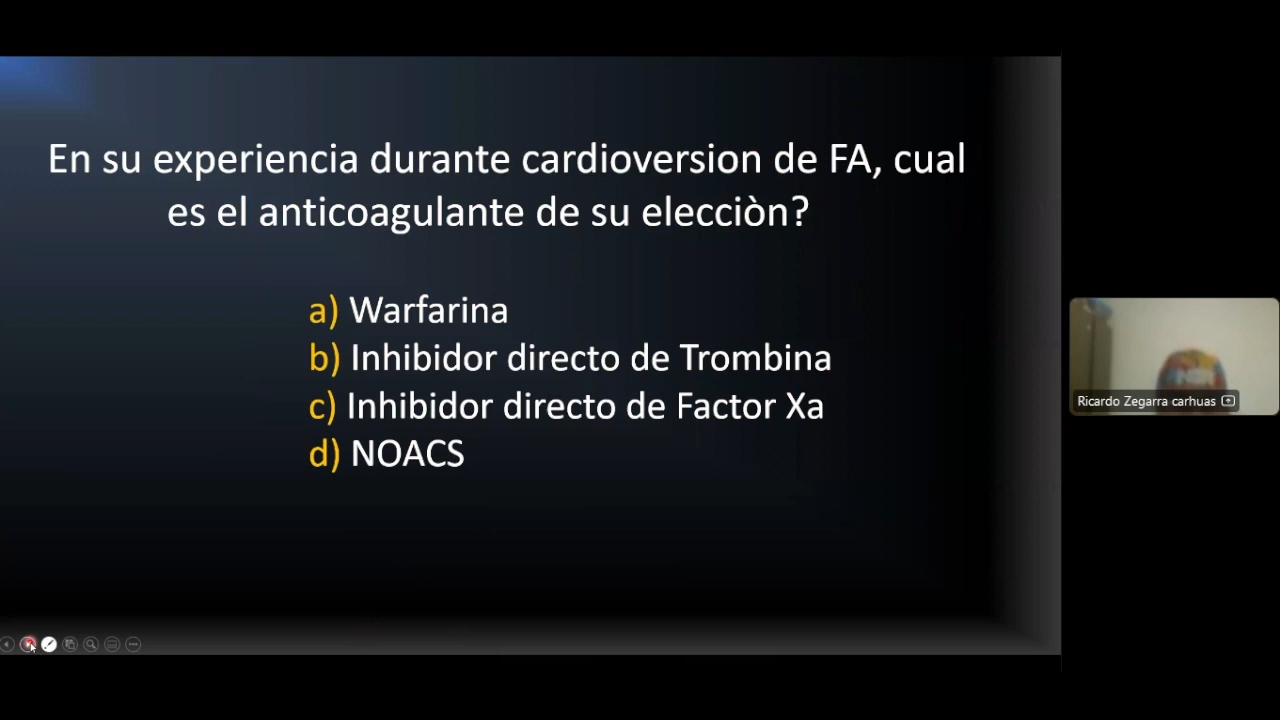 En su experiencia durante cardioversion de FA, cual
es el anticoagulante de su elecciòn?
a) Warfarina
b) Inhibidor directo de Trombina
c) Inhibidor directo de Factor Xa
d) NOACS
Ricardo Zegarra carhuas